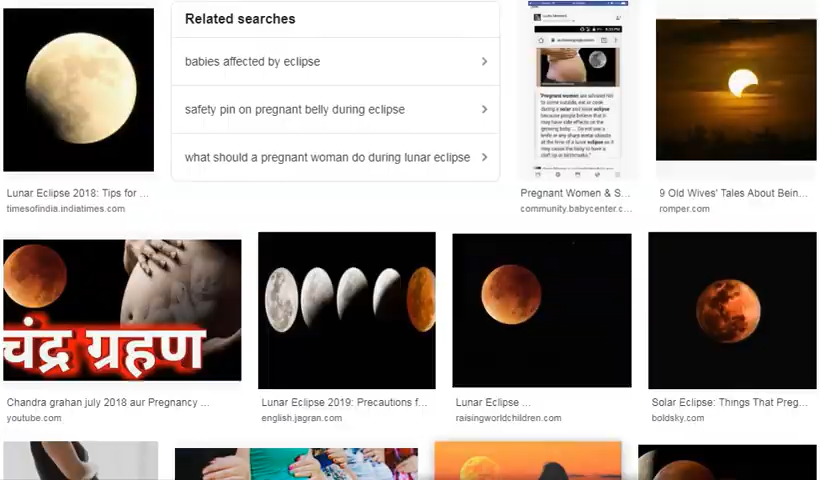 Related searches
babies affected by eclipse
safety pin on pregnant belly during eclipse
what should a pregnant woman do during lunar eclipse
Lunar Eclipse 2018: Tips for ...
timesofindia.indiatimes.com
Pregnant Women & S...
community.babycenter.c...
9 Old Wives' Tales About Bein...
romper.com
चंद्र ग्रहण
Chandra grahan july 2018 aur Pregnancy ...
youtube.com
Lunar Eclipse 2019: Precautions f...
english.jagran.com
Lunar Eclipse ...
raisingworldchildren.com
Solar Eclipse: Things That Preg...
boldsky.com